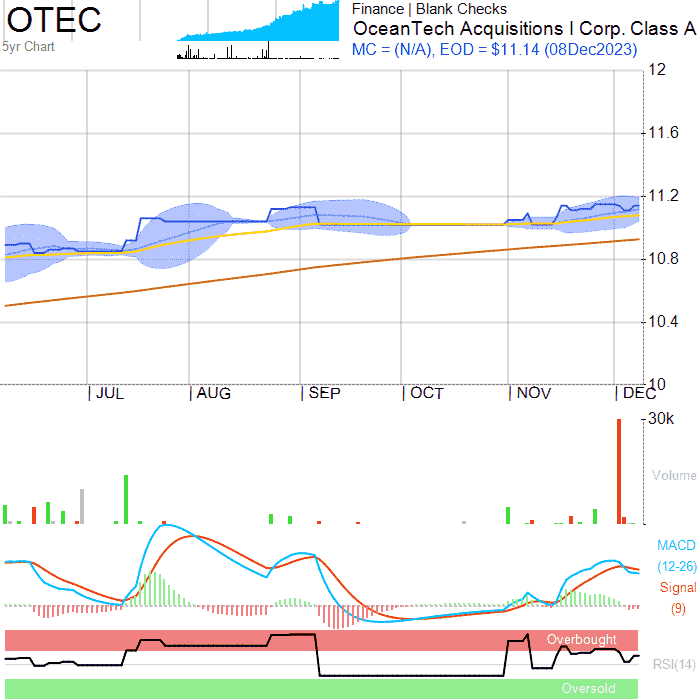 OTEC
Finance | Blank Checks
OceanTech Acquisitions I Corp. Class A
5yr Chart
MC = (N/A), EOD = $11.14 (08Dec2023)
12
11.6
11.2
10.8
10.4
10
JUL AUG SEP OCT NOV DEC
30k
Volume
MACD
(12-26)
Signal
(9)
Overbought
RSI(14)
Oversold